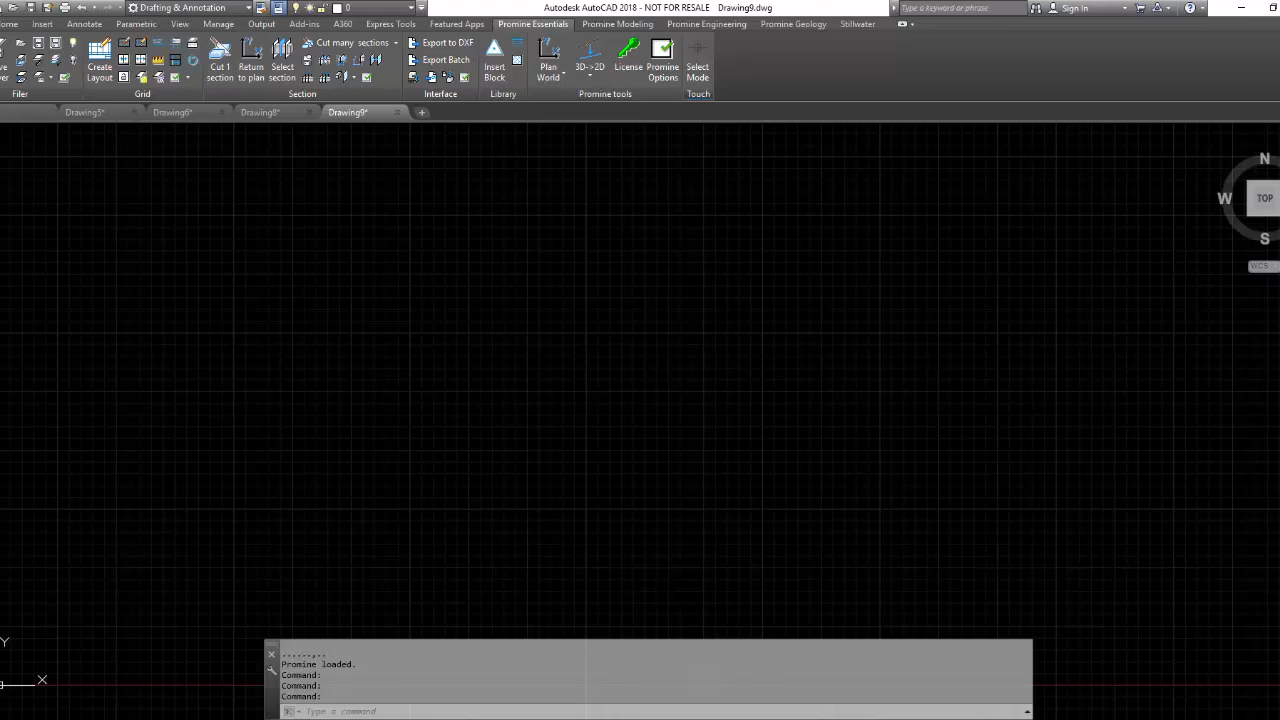 Drafting & Annotation
0
Autodesk AutoCAD 2018 - NOT FOR RESALE Drawing9.dwg
Type a keyword or phrase
Sign In
ome Insert Annotate Parametric View Manage Output Add-ins A360 Express Tools Featured Apps Promine Essentials Promine Modeling Promine Engineering Promine Geology Stillwater
Create Layout
Cut 1 section
Return to plan
Select section
Cut many sections
Export to DXF
Export Batch
Insert Block
Plan World
3D->2D
License
Promine Options
Select Mode
Filer Grid Section Interface Library Promine tools Touch
Drawing5* Drawing6* Drawing8* Drawing9*
N
W
TOP
S
WCS
Y
X
.......,..
Promine loaded.
Command:
Command:
Command:
Type a command